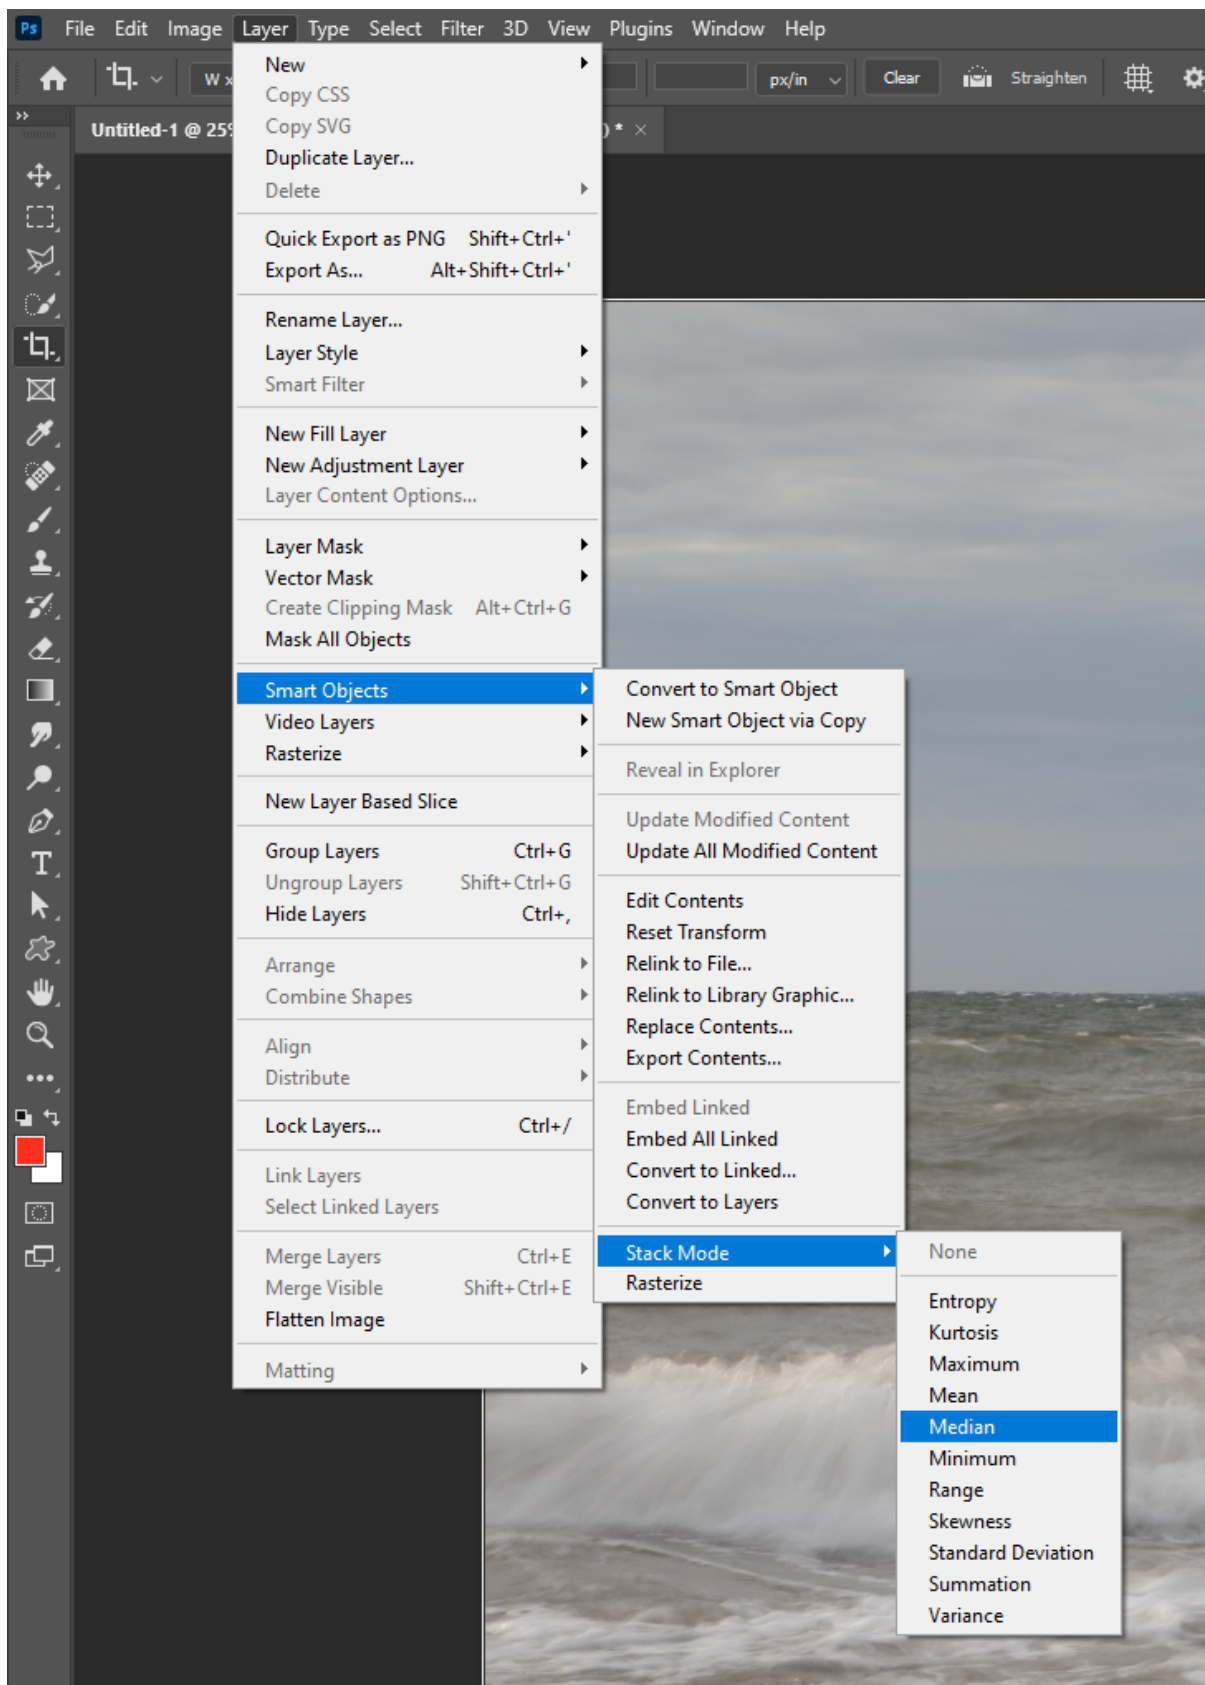 Ps File Edit Image Layer Type Select Filter 3D View Plugins Window Help
W x px/in Clear Straighten
Untitled-1 @ 25% ) * ×
New
Copy CSS
Copy SVG
Duplicate Layer...
Delete
Quick Export as PNG Shift+Ctrl+'
Export As... Alt+Shift+Ctrl+'
Rename Layer...
Layer Style
Smart Filter
New Fill Layer
New Adjustment Layer
Layer Content Options...
Layer Mask
Vector Mask
Create Clipping Mask Alt+Ctrl+G
Mask All Objects
Smart Objects
Video Layers
Rasterize
New Layer Based Slice
Group Layers Ctrl+G
Ungroup Layers Shift+Ctrl+G
Hide Layers Ctrl+,
Arrange
Combine Shapes
Align
Distribute
Lock Layers... Ctrl+/
Link Layers
Select Linked Layers
Merge Layers Ctrl+E
Merge Visible Shift+Ctrl+E
Flatten Image
Matting
Convert to Smart Object
New Smart Object via Copy
Reveal in Explorer
Update Modified Content
Update All Modified Content
Edit Contents
Reset Transform
Relink to File...
Relink to Library Graphic...
Replace Contents...
Export Contents...
Embed Linked
Embed All Linked
Convert to Linked...
Convert to Layers
Stack Mode
Rasterize
None
Entropy
Kurtosis
Maximum
Mean
Median
Minimum
Range
Skewness
Standard Deviation
Summation
Variance